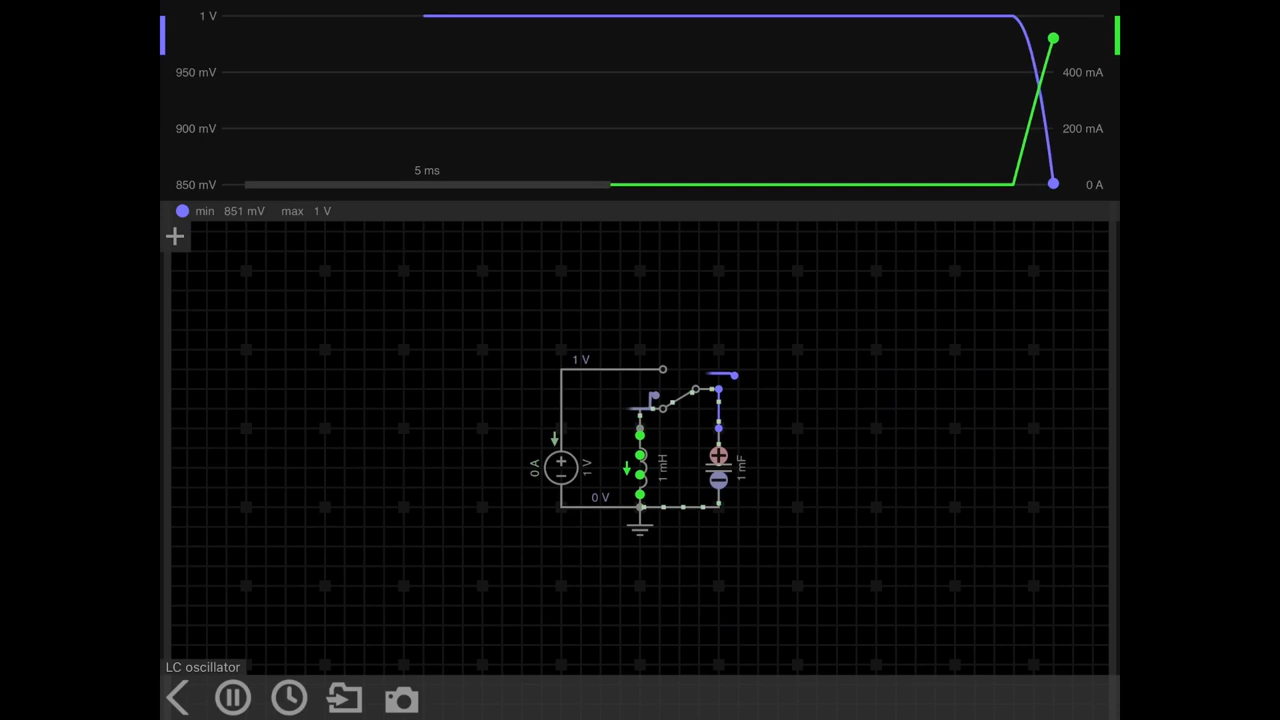 1 V
950 mV
400 mA
900 mV
200 mA
5 ms
850 mV
0 A
min 851 mV max 1 V
1 V
0 A
1 V
1 mH
1 mF
0 V
LC oscillator